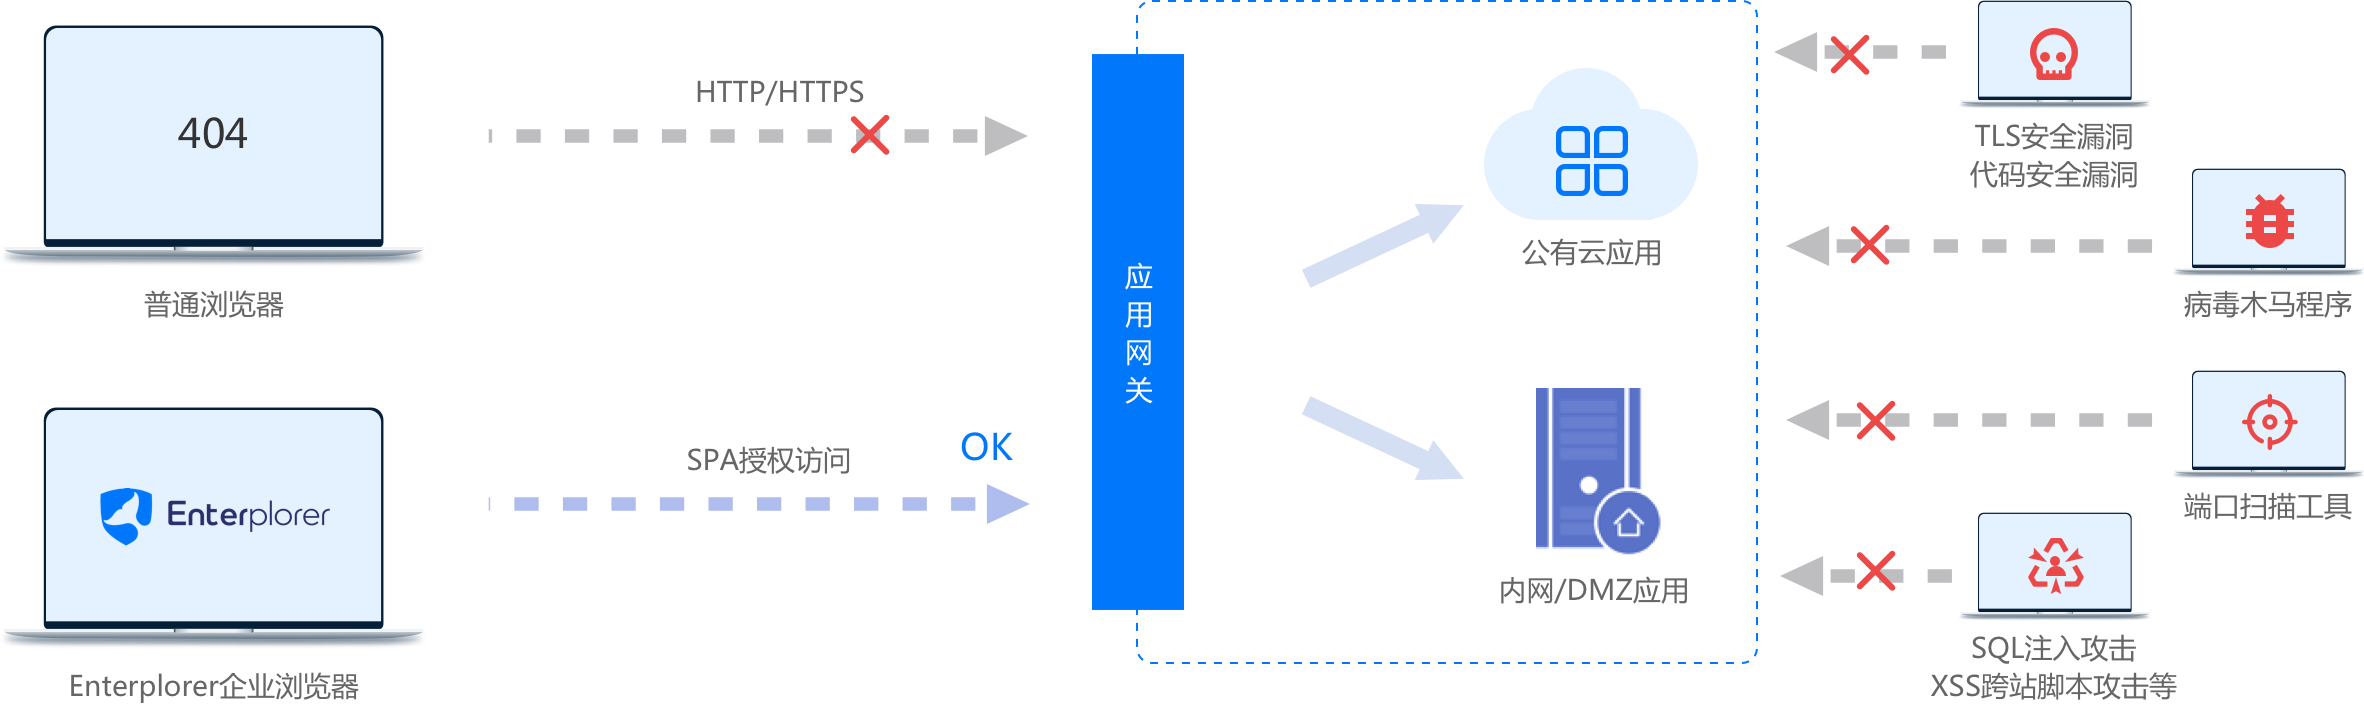 404
普通浏览器
HTTP/HTTPS
Enterplorer
Enterplorer企业浏览器
SPA授权访问
OK
应用网关
公有云应用
内网/DMZ应用
TLS安全漏洞
代码安全漏洞
病毒木马程序
端口扫描工具
SQL注入攻击
XSS跨站脚本攻击等